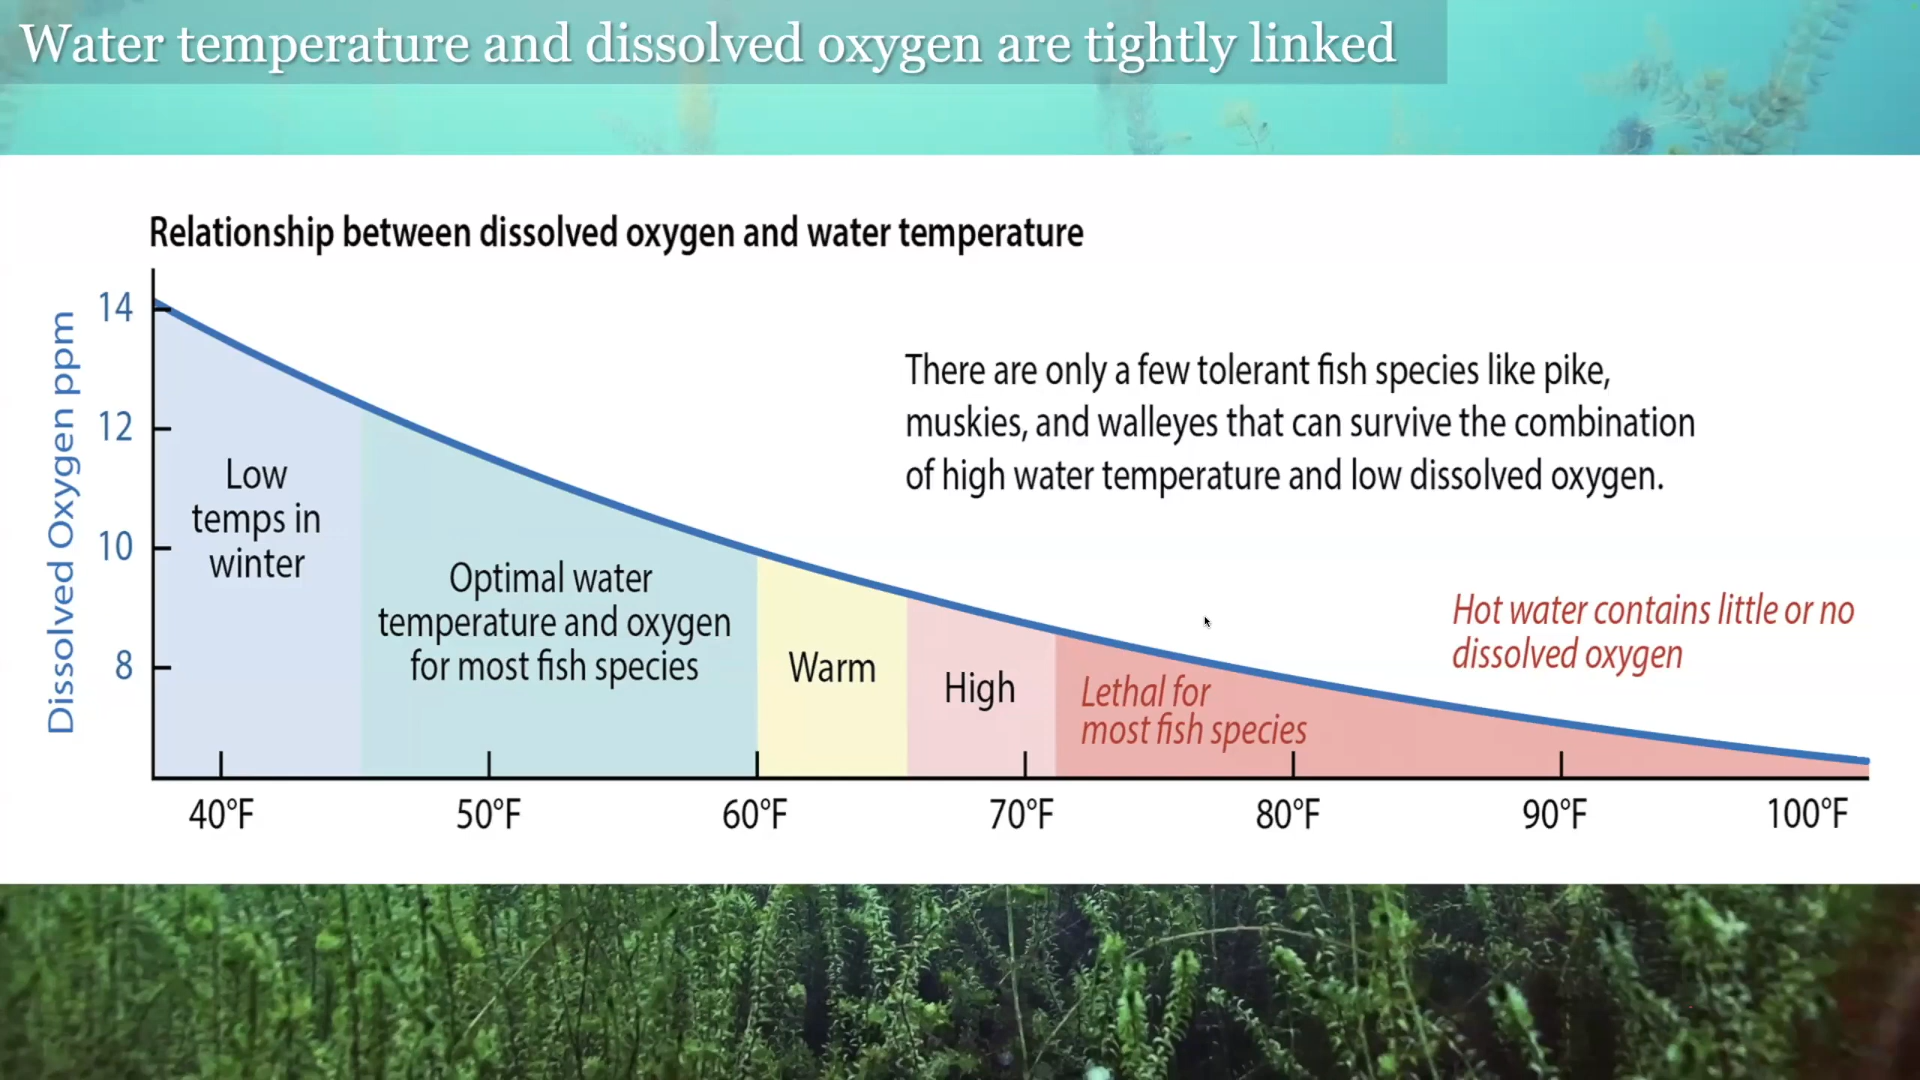 Water temperature and dissolved oxygen are tightly linked
Relationship between dissolved oxygen and water temperature
Dissolved Oxygen ppm
14
12
10
8
There are only a few tolerant fish species like pike,
muskies, and walleyes that can survive the combination
of high water temperature and low dissolved oxygen.
Low
temps in
winter
Optimal water
temperature and oxygen
for most fish species
Warm
High
Lethal for
most fish species
Hot water contains little or no
dissolved oxygen
40°F 50°F 60°F 70°F 80°F 90°F 100°F